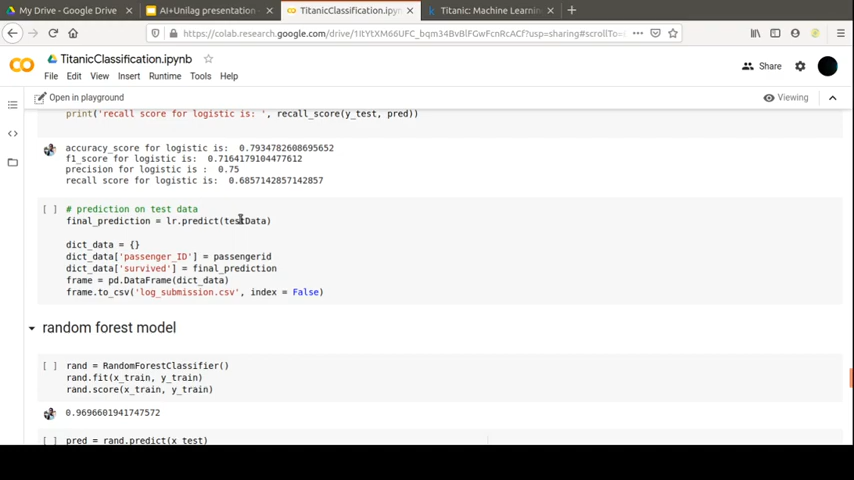 My Drive - Google Drive
AI+Unilag presentation -
TitanicClassification.ipyn
Titanic: Machine Learning
https://colab.research.google.com/drive/1ItYtXM66UFC_bqm34BvBlFgwFcnRcACf?usp=sharing#scrollTo=
TitanicClassification.ipynb
Share
File Edit View Insert Runtime Tools Help
Open in playground
Viewing
print('recall score for logistic is: ', recall_score(y_test, pred))
accuracy_score for logistic is:  0.7934782608695652
f1_score for logistic is:  0.7164179104477612
precision for logistic is :  0.75
recall score for logistic is:  0.6857142857142857
[ ] # prediction on test data
final_prediction = lr.predict(testData)
dict_data = {}
dict_data['passenger_ID'] = passengerid
dict_data['survived'] = final_prediction
frame = pd.DataFrame(dict_data)
frame.to_csv('log_submission.csv', index = False)
random forest model
[ ] rand = RandomForestClassifier()
rand.fit(x_train, y_train)
rand.score(x_train, y_train)
0.9696601941747572
[ ] pred = rand.predict(x_test)